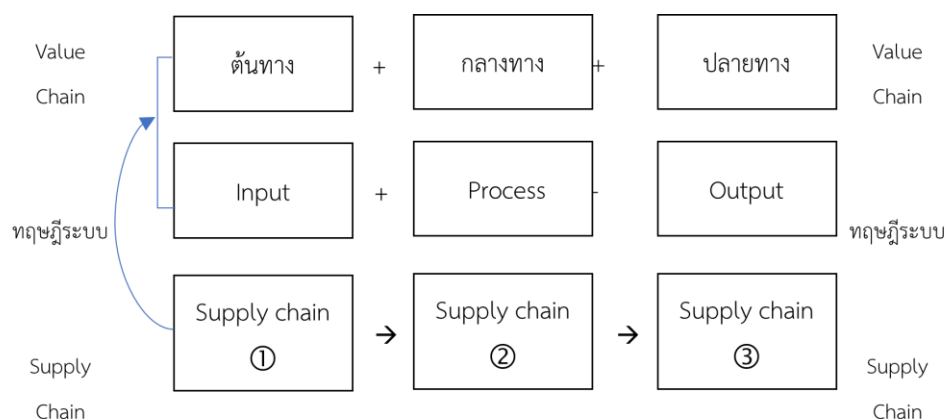 Value
Chain
ต้นทาง + กลางทาง + ปลายทาง
Value
Chain
Input + Process - Output
ทฤษฎีระบบ
ทฤษฎีระบบ
Supply chain
①
→
Supply chain
②
→
Supply chain
③
Supply
Chain
Supply
Chain